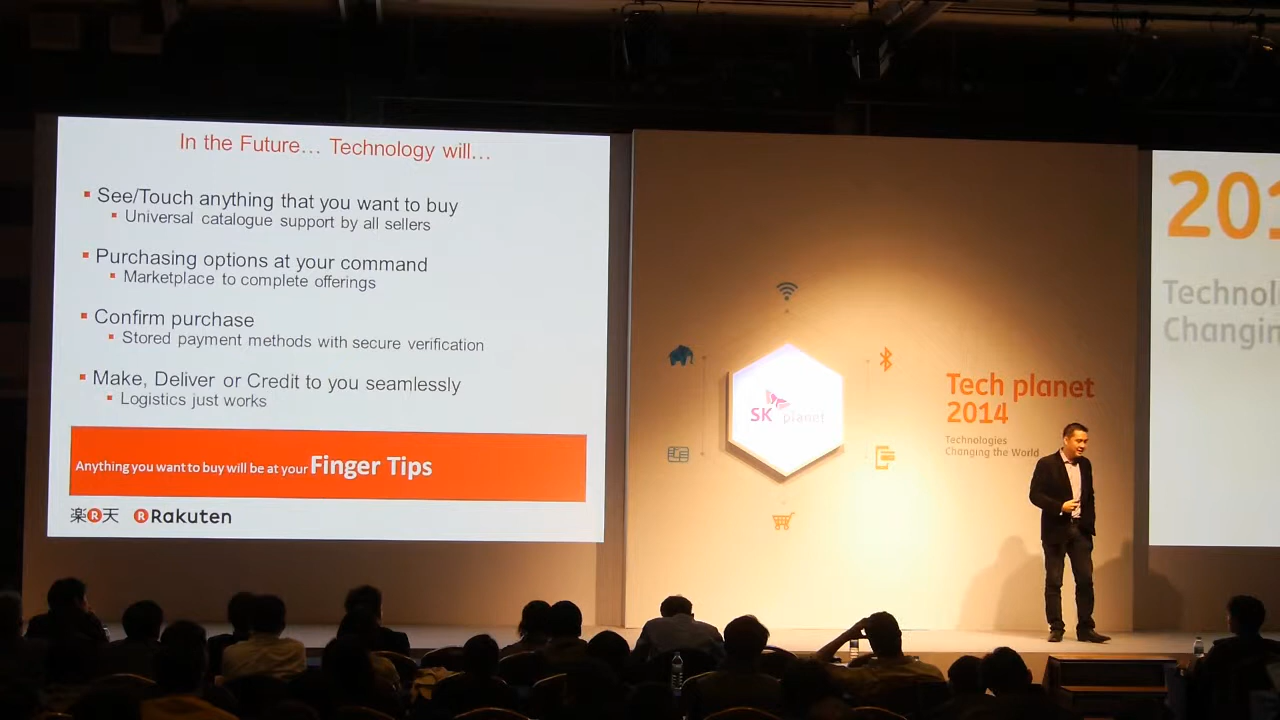 In the Future… Technology will…
See/Touch anything that you want to buy
Universal catalogue support by all sellers
Purchasing options at your command
Marketplace to complete offerings
Confirm purchase
Stored payment methods with secure verification
Make, Deliver or Credit to you seamlessly
Logistics just works
Anything you want to buy will be at your Finger Tips
楽R天 R Rakuten
SK planet
Tech planet
2014
Technologies
Changing the World
201
Technol
Changin